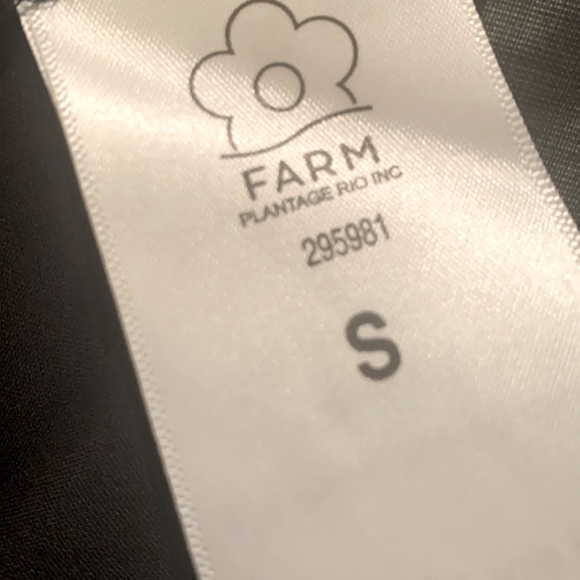 FARM
PLANTAGE RIO INC
295981
S